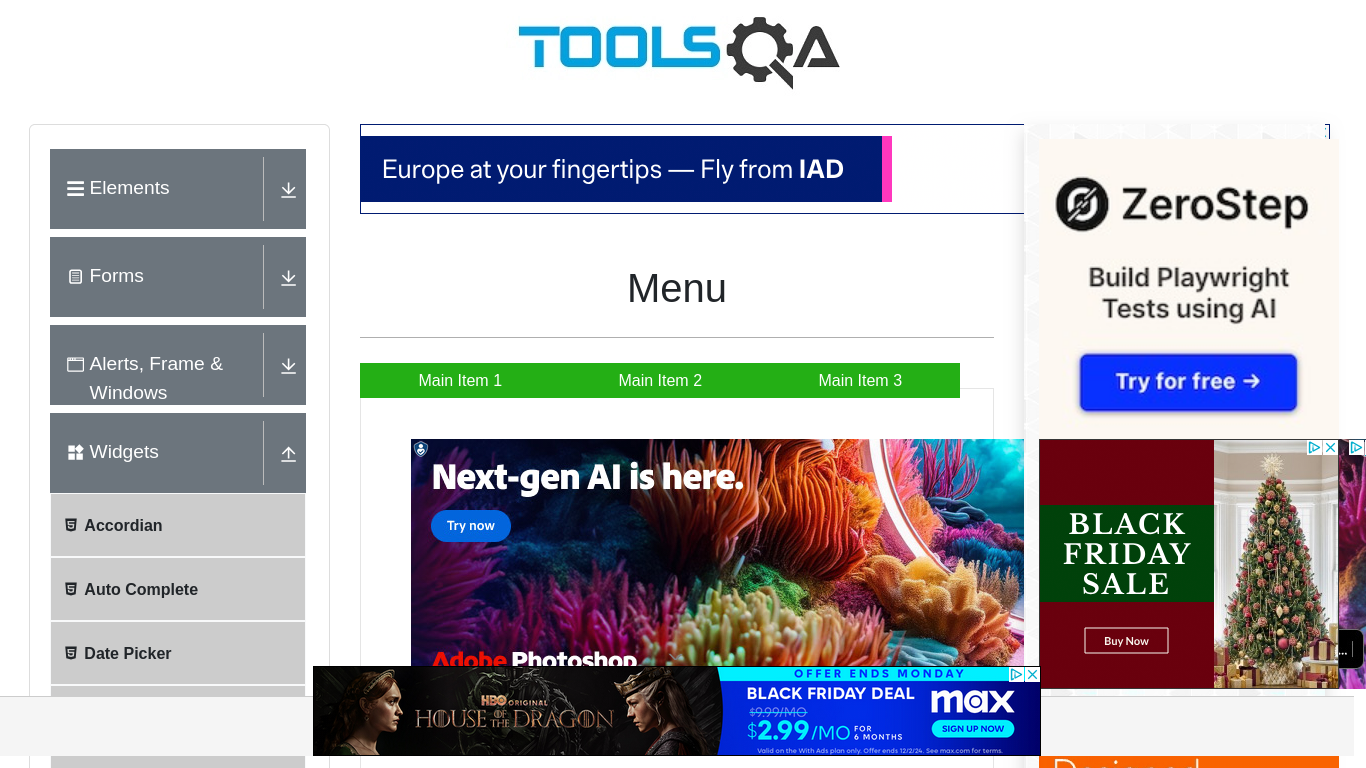 TOOLSQA
Elements
Forms
Alerts, Frame &
Windows
Widgets
Accordian
Auto Complete
Date Picker
Europe at your fingertips — Fly from IAD
Menu
Main Item 1
Main Item 2
Main Item 3
Next-gen AI is here.
Try now
Adobe Photoshop
ZeroStep
Build Playwright
Tests using AI
Try for free →
BLACK
FRIDAY
SALE
Buy Now
...
HBO ORIGINAL
HOUSE OF THE DRAGON
OFFER ENDS MONDAY
BLACK FRIDAY DEAL
$9.99/MO
$2.99/MO FOR
6 MONTHS
max
SIGN UP NOW
Valid on the With Ads plan only. Offer ends 12/2/24. See max.com for terms.
Designed